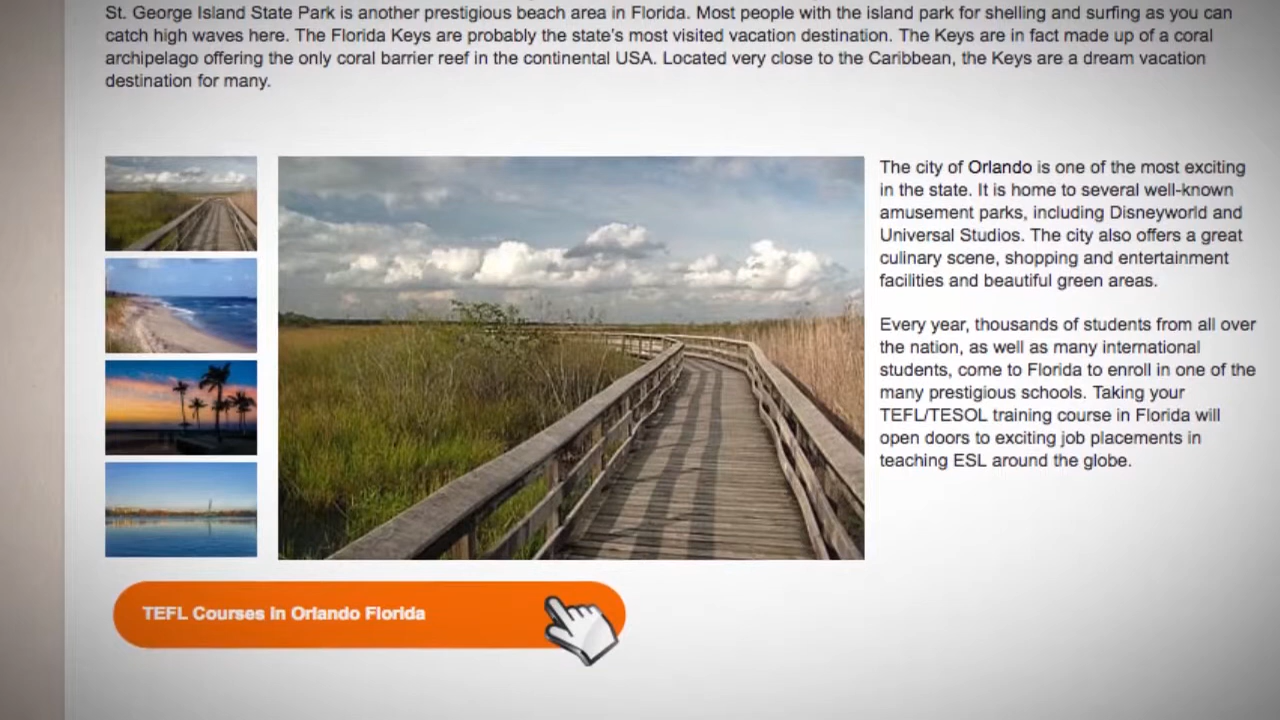 St. George Island State Park is another prestigious beach area in Florida. Most people with the island park for shelling and surfing as you can
catch high waves here. The Florida Keys are probably the state's most visited vacation destination. The Keys are in fact made up of a coral
archipelago offering the only coral barrier reef in the continental USA. Located very close to the Caribbean, the Keys are a dream vacation
destination for many.
The city of Orlando is one of the most exciting
in the state. It is home to several well-known
amusement parks, including Disneyworld and
Universal Studios. The city also offers a great
culinary scene, shopping and entertainment
facilities and beautiful green areas.
Every year, thousands of students from all over
the nation, as well as many international
students, come to Florida to enroll in one of the
many prestigious schools. Taking your
TEFL/TESOL training course in Florida will
open doors to exciting job placements in
teaching ESL around the globe.
TEFL Courses In Orlando Florida